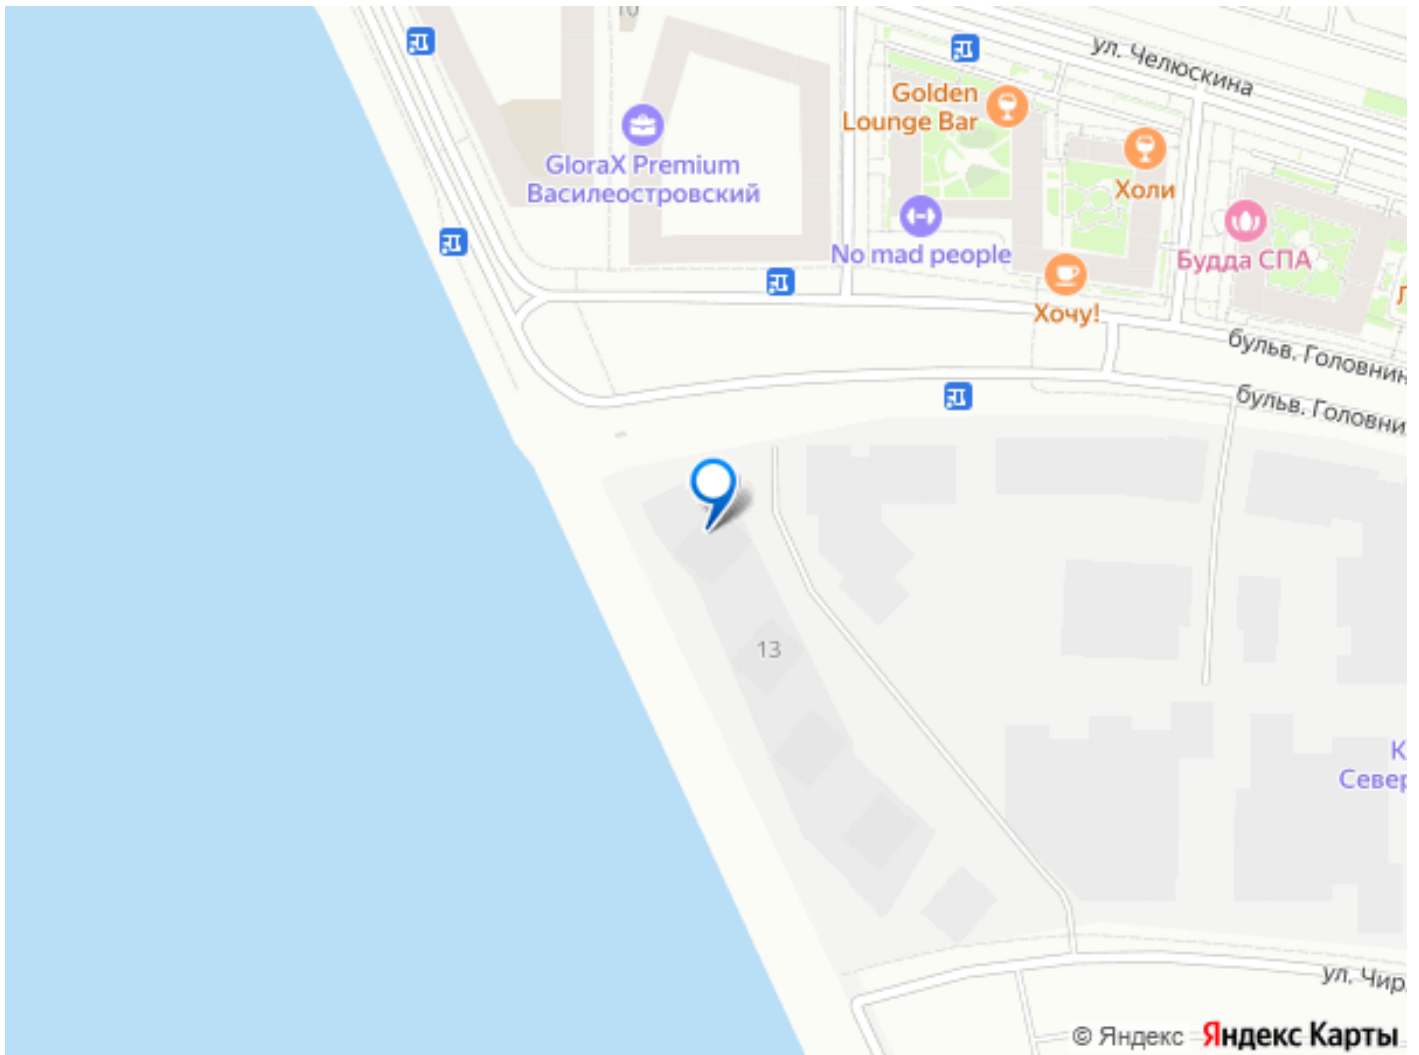 10
ул. Челюскина
Golden
Lounge Bar
GloraX Premium
Василеостровский
Холи
No mad people
Будда СПА
Хочу!
бульв. Головнин
бульв. Головни
13
К
Север
ул. Чир
© Яндекс Яндекс Карты